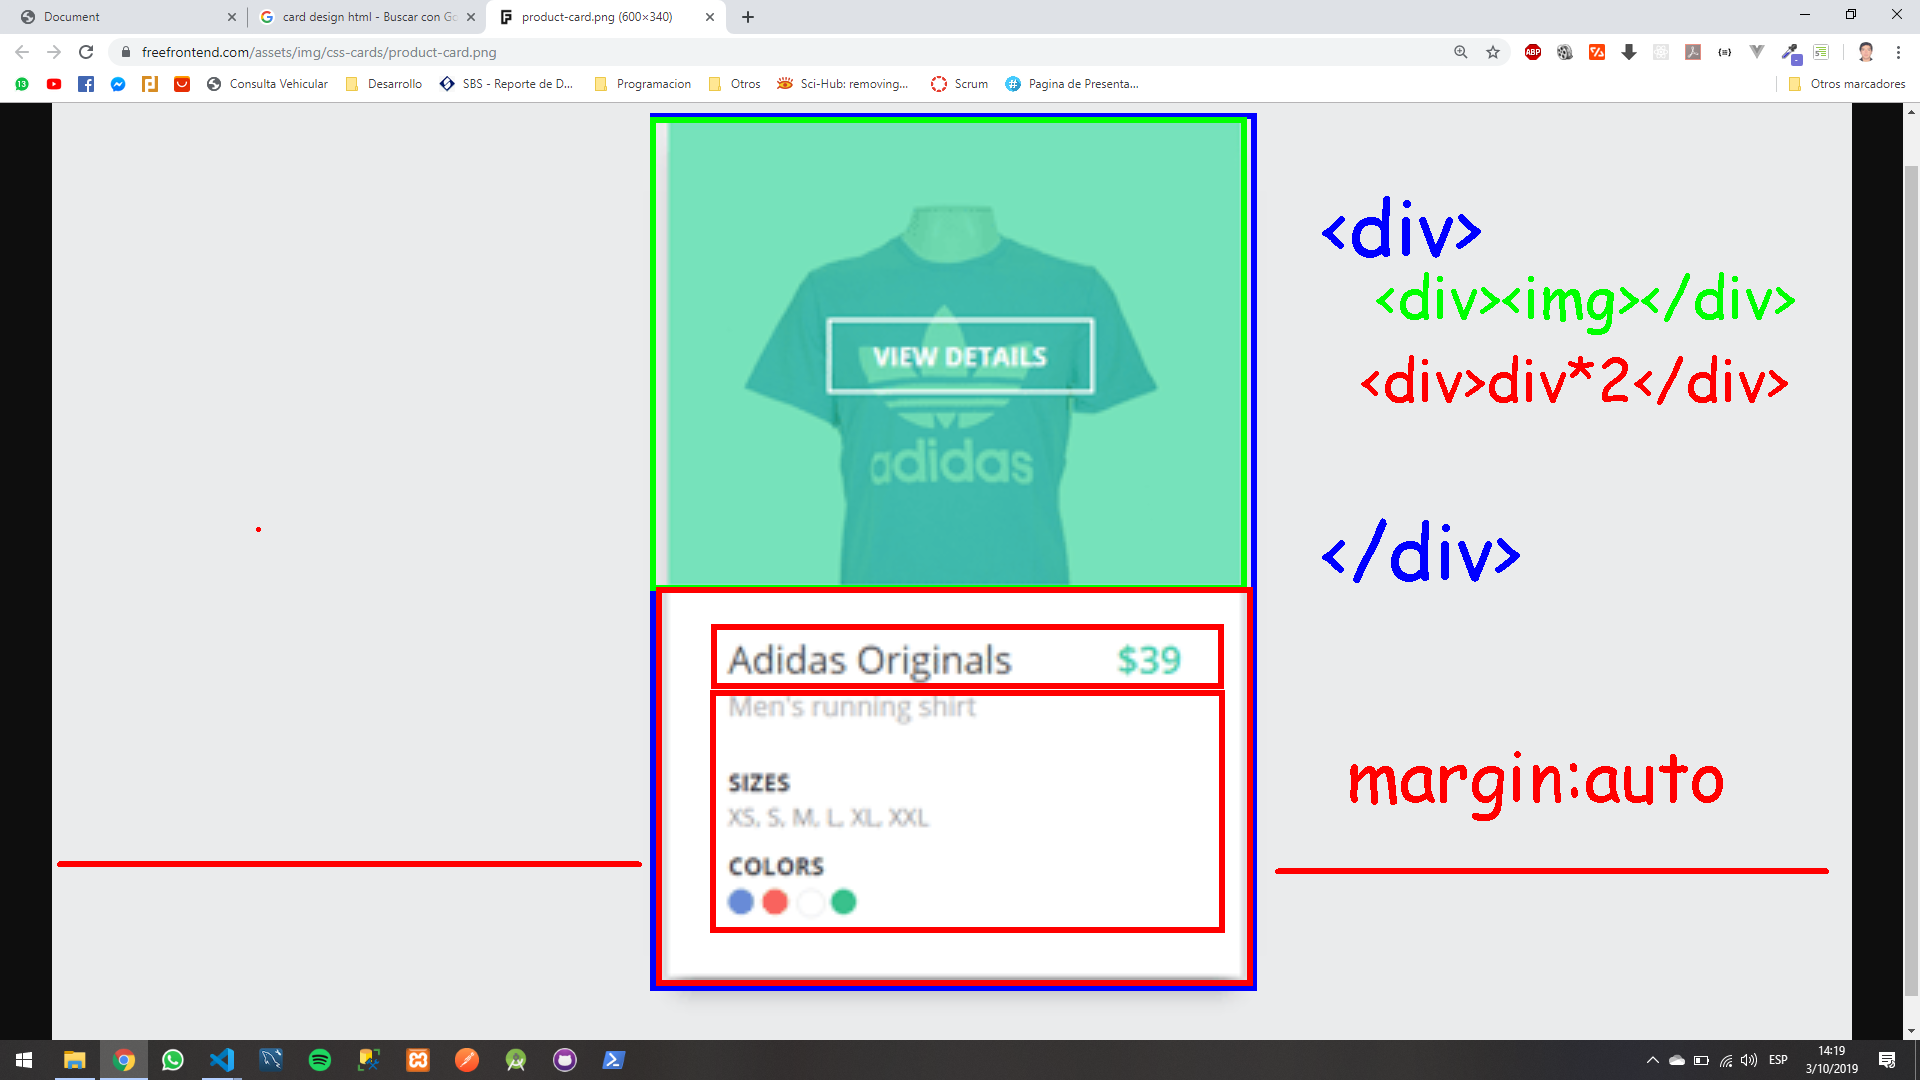 Document
card design html - Buscar con Go
product-card.png (600×340)
freefrontend.com/assets/img/css-cards/product-card.png
ABP
13
Consulta Vehicular
Desarrollo
SBS - Reporte de D...
Programacion
Otros
Sci-Hub: removing...
Scrum
Pagina de Presenta...
Otros marcadores
VIEW DETAILS
adidas
Adidas Originals $39
Men's running shirt
SIZES
XS, S, M, L, XL, XXL
COLORS
<div>
<div><img></div>
<div>div*2</div>
</div>
margin:auto
ESP
14:19
3/10/2019